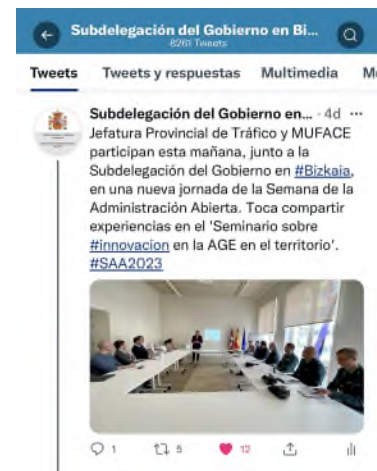 Subdelegación del Gobierno en Bi...
6261 Tweets
Tweets Tweets y respuestas Multimedia M
Subdelegación del Gobierno en... · 4d ...
Jefatura Provincial de Tráfico y MUFACE
participan esta mañana, junto a la
Subdelegación del Gobierno en #Bizkaia,
en una nueva jornada de la Semana de la
Administración Abierta. Toca compartir
experiencias en el 'Seminario sobre
#innovacion en la AGE en el territorio'.
#SAA2023
1 5 12